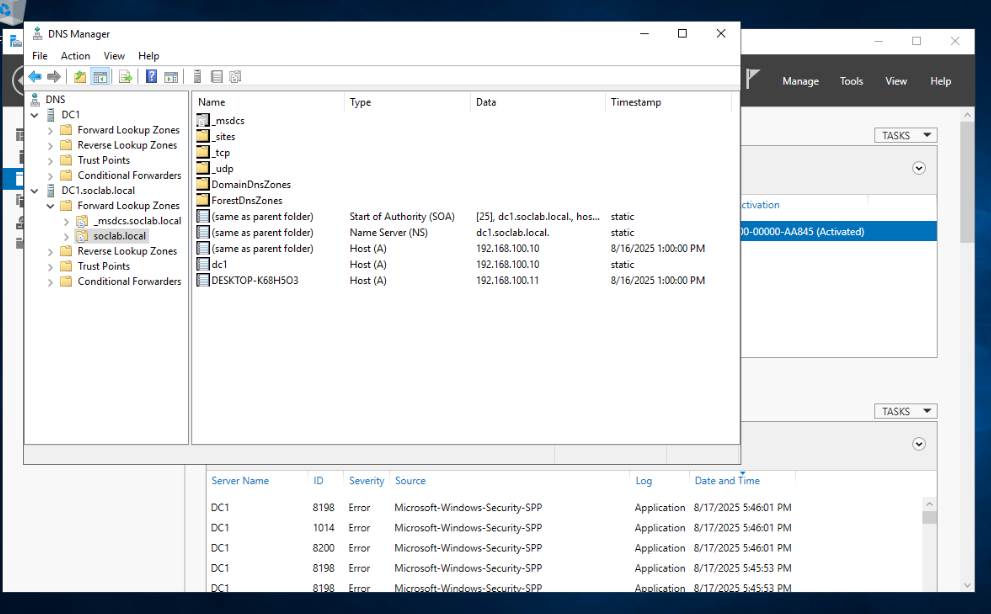 DNS Manager
File Action View Help
DNS
DC1
Forward Lookup Zones
Reverse Lookup Zones
Trust Points
Conditional Forwarders
DC1.soclab.local
Forward Lookup Zones
_msdcs.soclab.local
soclab.local
Reverse Lookup Zones
Trust Points
Conditional Forwarders
Name Type Data Timestamp
_msdcs
_sites
_tcp
_udp
DomainDnsZones
ForestDnsZones
(same as parent folder) Start of Authority (SOA) [25], dc1.soclab.local., hos... static
(same as parent folder) Name Server (NS) dc1.soclab.local. static
(same as parent folder) Host (A) 192.168.100.10 8/16/2025 1:00:00 PM
dc1 Host (A) 192.168.100.10 static
DESKTOP-K68H5O3 Host (A) 192.168.100.11 8/16/2025 1:00:00 PM
Manage Tools View Help
TASKS
ctivation
00-00000-AA845 (Activated)
TASKS
Server Name ID Severity Source Log Date and Time
DC1 8198 Error Microsoft-Windows-Security-SPP Application 8/17/2025 5:46:01 PM
DC1 1014 Error Microsoft-Windows-Security-SPP Application 8/17/2025 5:46:01 PM
DC1 8200 Error Microsoft-Windows-Security-SPP Application 8/17/2025 5:46:01 PM
DC1 8198 Error Microsoft-Windows-Security-SPP Application 8/17/2025 5:45:53 PM
DC1 8198 Error Microsoft-Windows-Security-SPP Application 8/17/2025 5:45:53 PM